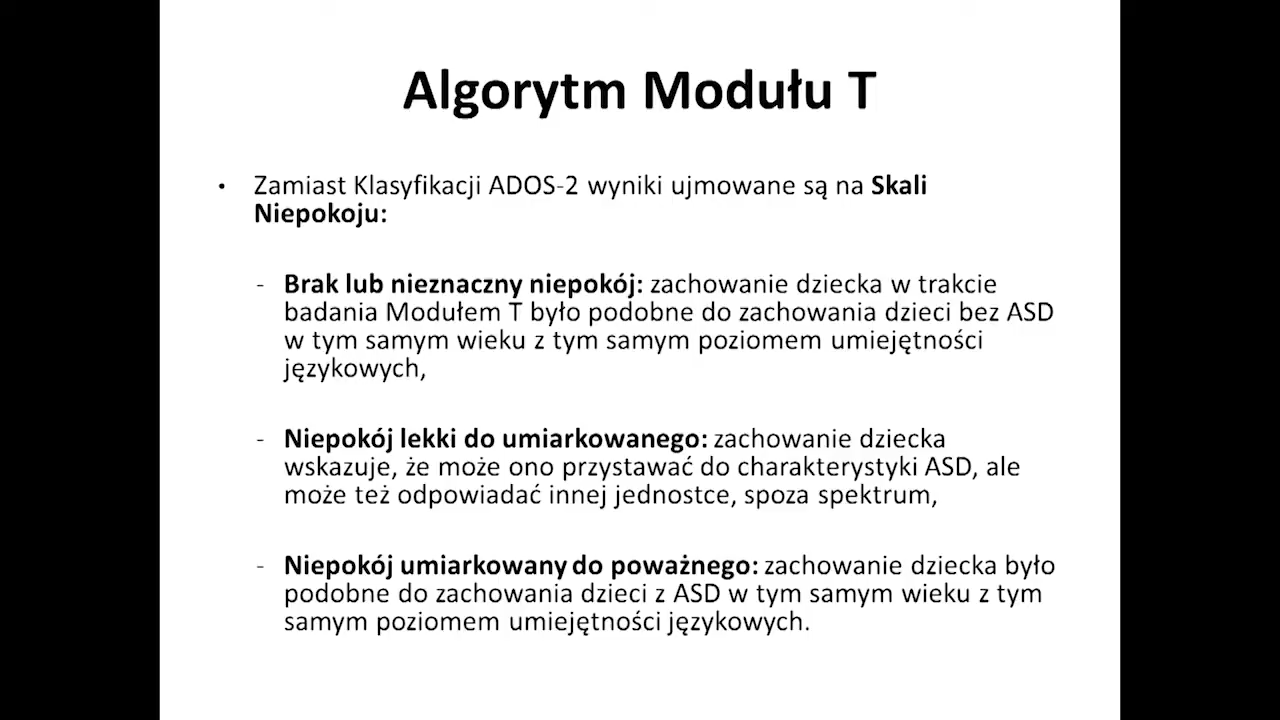 Algorytm Modułu T
• Zamiast Klasyfikacji ADOS-2 wyniki ujmowane są na Skali
Niepokoju:
- Brak lub nieznaczny niepokój: zachowanie dziecka w trakcie
badania Modułem T było podobne do zachowania dzieci bez ASD
w tym samym wieku z tym samym poziomem umiejętności
językowych,
- Niepokój lekki do umiarkowanego: zachowanie dziecka
wskazuje, że może ono przystawać do charakterystyki ASD, ale
może też odpowiadać innej jednostce, spoza spektrum,
- Niepokój umiarkowany do poważnego: zachowanie dziecka było
podobne do zachowania dzieci z ASD w tym samym wieku z tym
samym poziomem umiejętności językowych.